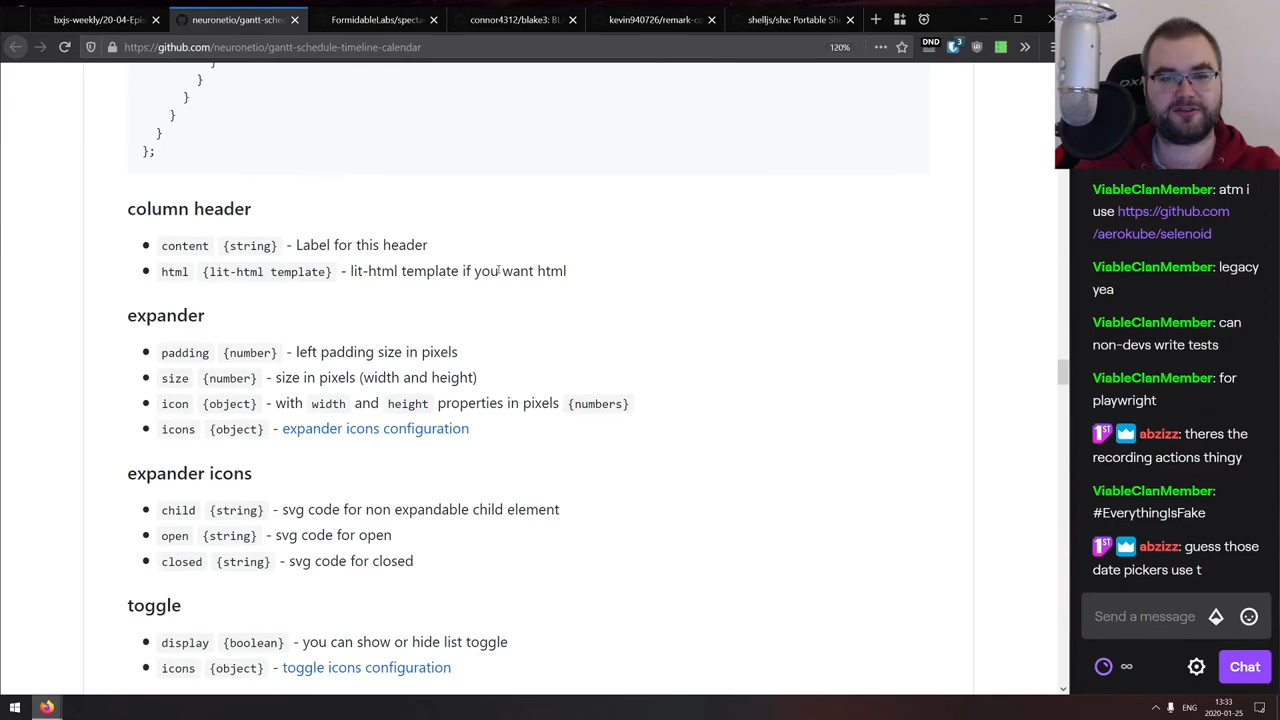 bxjs-weekly/20-04-Epis
neuronetio/gantt-sched
FormidableLabs/specta
connor4312/blake3: BL
kevin940726/remark-co
shelljs/shx: Portable She
https://github.com/neuronetio/gantt-schedule-timeline-calendar
120%
DND
3
}
}
}
}
}
};
column header
content {string} - Label for this header
html {lit-html template} - lit-html template if you want html
expander
padding {number} - left padding size in pixels
size {number} - size in pixels (width and height)
icon {object} - with width and height properties in pixels {numbers}
icons {object} - expander icons configuration
expander icons
child {string} - svg code for non expandable child element
open {string} - svg code for open
closed {string} - svg code for closed
toggle
display {boolean} - you can show or hide list toggle
icons {object} - toggle icons configuration
ViableClanMember: atm i
use https://github.com
/aerokube/selenoid
ViableClanMember: legacy
yea
ViableClanMember: can
non-devs write tests
ViableClanMember: for
playwright
1ST abzizz: theres the
recording actions thingy
ViableClanMember:
#EverythingIsFake
1ST abzizz: guess those
date pickers use t
Send a message
∞
Chat
ENG
13:33
2020-01-25